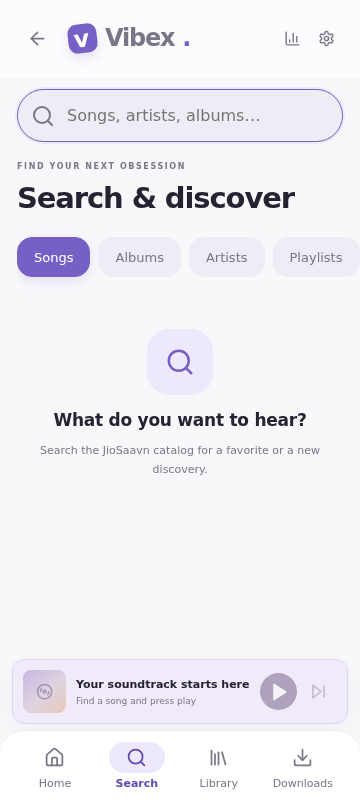 v Vibex .
Songs, artists, albums...
FIND YOUR NEXT OBSESSION
Search & discover
Songs Albums Artists Playlists
What do you want to hear?
Search the JioSaavn catalog for a favorite or a new
discovery.
Your soundtrack starts here
Find a song and press play
Home Search Library Downloads